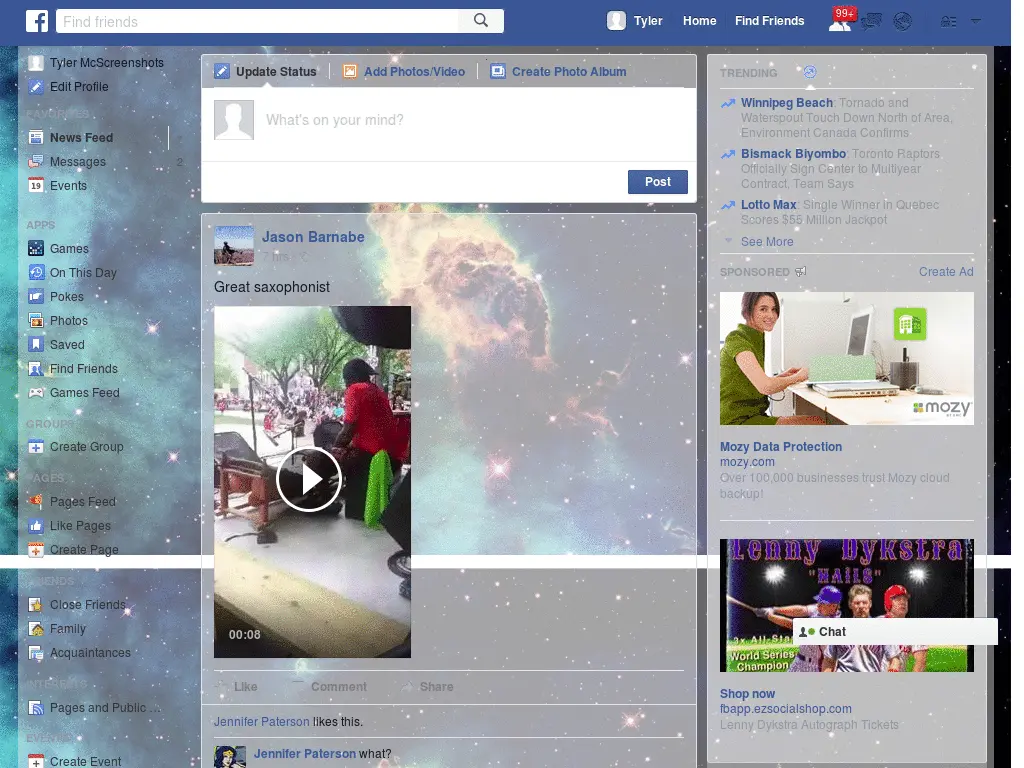 Find friends
Tyler
Home
Find Friends
99+
Tyler McScreenshots
Edit Profile
FAVORITES
News Feed
Messages
2
Events
19
APPS
Games
On This Day
Pokes
Photos
Saved
Find Friends
Games Feed
GROUPS
Create Group
PAGES
Pages Feed
Like Pages
Create Page
FRIENDS
Close Friends
Family
Acquaintances
INTERESTS
Pages and Public ...
EVENTS
Create Event
Update Status
Add Photos/Video
Create Photo Album
What's on your mind?
Post
Jason Barnabe
7 hrs
Great saxophonist
00:08
Like
Comment
Share
Jennifer Paterson likes this.
Jennifer Paterson what?
TRENDING
Winnipeg Beach: Tornado and
Waterspout Touch Down North of Area,
Environment Canada Confirms
Bismack Biyombo: Toronto Raptors
Officially Sign Center to Multiyear
Contract, Team Says
Lotto Max: Single Winner in Quebec
Scores $55 Million Jackpot
See More
SPONSORED
Create Ad
mozy
Mozy Data Protection
mozy.com
Over 100,000 businesses trust Mozy cloud
backup!
Lenny Dykstra
"NAILS"
3x All-Sta
World Series
Champion
Chat
Shop now
fbapp.ezsocialshop.com
Lenny Dykstra Autograph Tickets